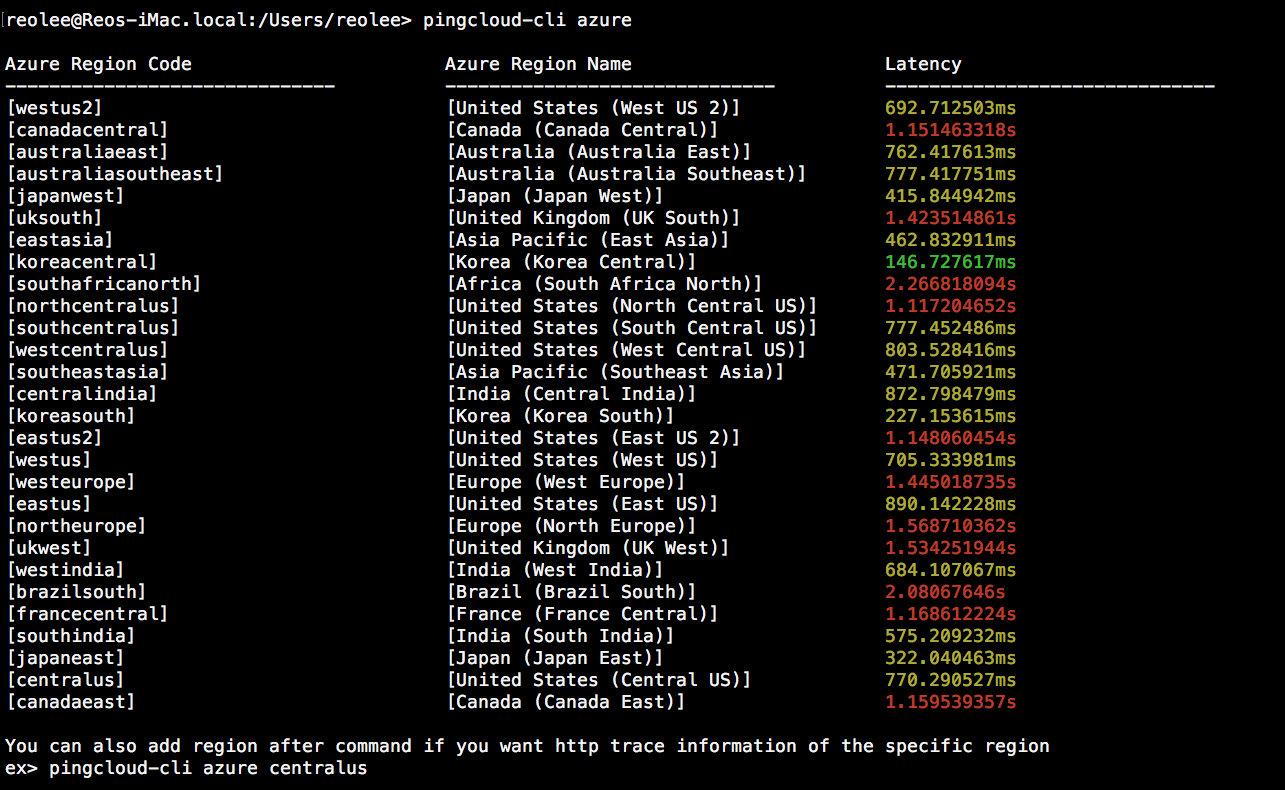 reolee@Reos-iMac.local:/Users/reolee> pingcloud-cli azure
Azure Region Code Azure Region Name Latency
------------------------------ ------------------------------ ------------------------------
[westus2] [United States (West US 2)] 692.712503ms
[canadacentral] [Canada (Canada Central)] 1.151463318s
[australiaeast] [Australia (Australia East)] 762.417613ms
[australiasoutheast] [Australia (Australia Southeast)] 777.417751ms
[japanwest] [Japan (Japan West)] 415.844942ms
[uksouth] [United Kingdom (UK South)] 1.423514861s
[eastasia] [Asia Pacific (East Asia)] 462.832911ms
[koreacentral] [Korea (Korea Central)] 146.727617ms
[southafricanorth] [Africa (South Africa North)] 2.266818094s
[northcentralus] [United States (North Central US)] 1.117204652s
[southcentralus] [United States (South Central US)] 777.452486ms
[westcentralus] [United States (West Central US)] 803.528416ms
[southeastasia] [Asia Pacific (Southeast Asia)] 471.705921ms
[centralindia] [India (Central India)] 872.798479ms
[koreasouth] [Korea (Korea South)] 227.153615ms
[eastus2] [United States (East US 2)] 1.148060454s
[westus] [United States (West US)] 705.333981ms
[westeurope] [Europe (West Europe)] 1.445018735s
[eastus] [United States (East US)] 890.142228ms
[northeurope] [Europe (North Europe)] 1.568710362s
[ukwest] [United Kingdom (UK West)] 1.534251944s
[westindia] [India (West India)] 684.107067ms
[brazilsouth] [Brazil (Brazil South)] 2.08067646s
[francecentral] [France (France Central)] 1.168612224s
[southindia] [India (South India)] 575.209232ms
[japaneast] [Japan (Japan East)] 322.040463ms
[centralus] [United States (Central US)] 770.290527ms
[canadaeast] [Canada (Canada East)] 1.159539357s
You can also add region after command if you want http trace information of the specific region
ex> pingcloud-cli azure centralus